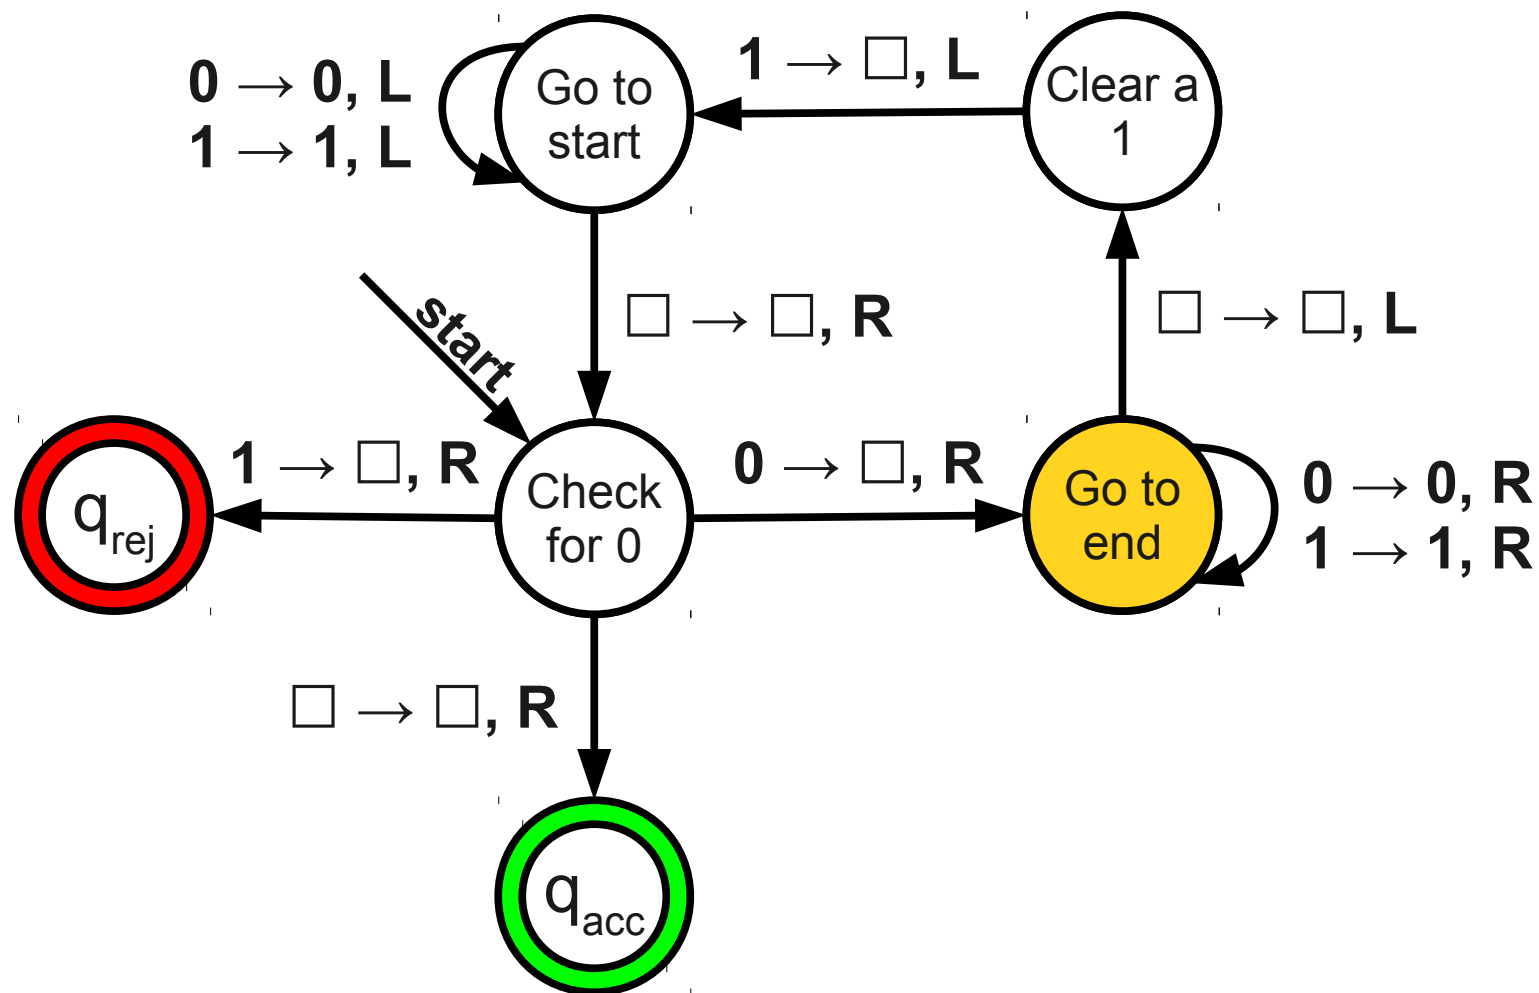 0 → 0, L
1 → 1, L
Go to
start
1 → □, L
Clear a
1
start
□ → □, R
□ → □, L
q_rej
1 → □, R
Check
for 0
0 → □, R
Go to
end
0 → 0, R
1 → 1, R
□ → □, R
q_acc